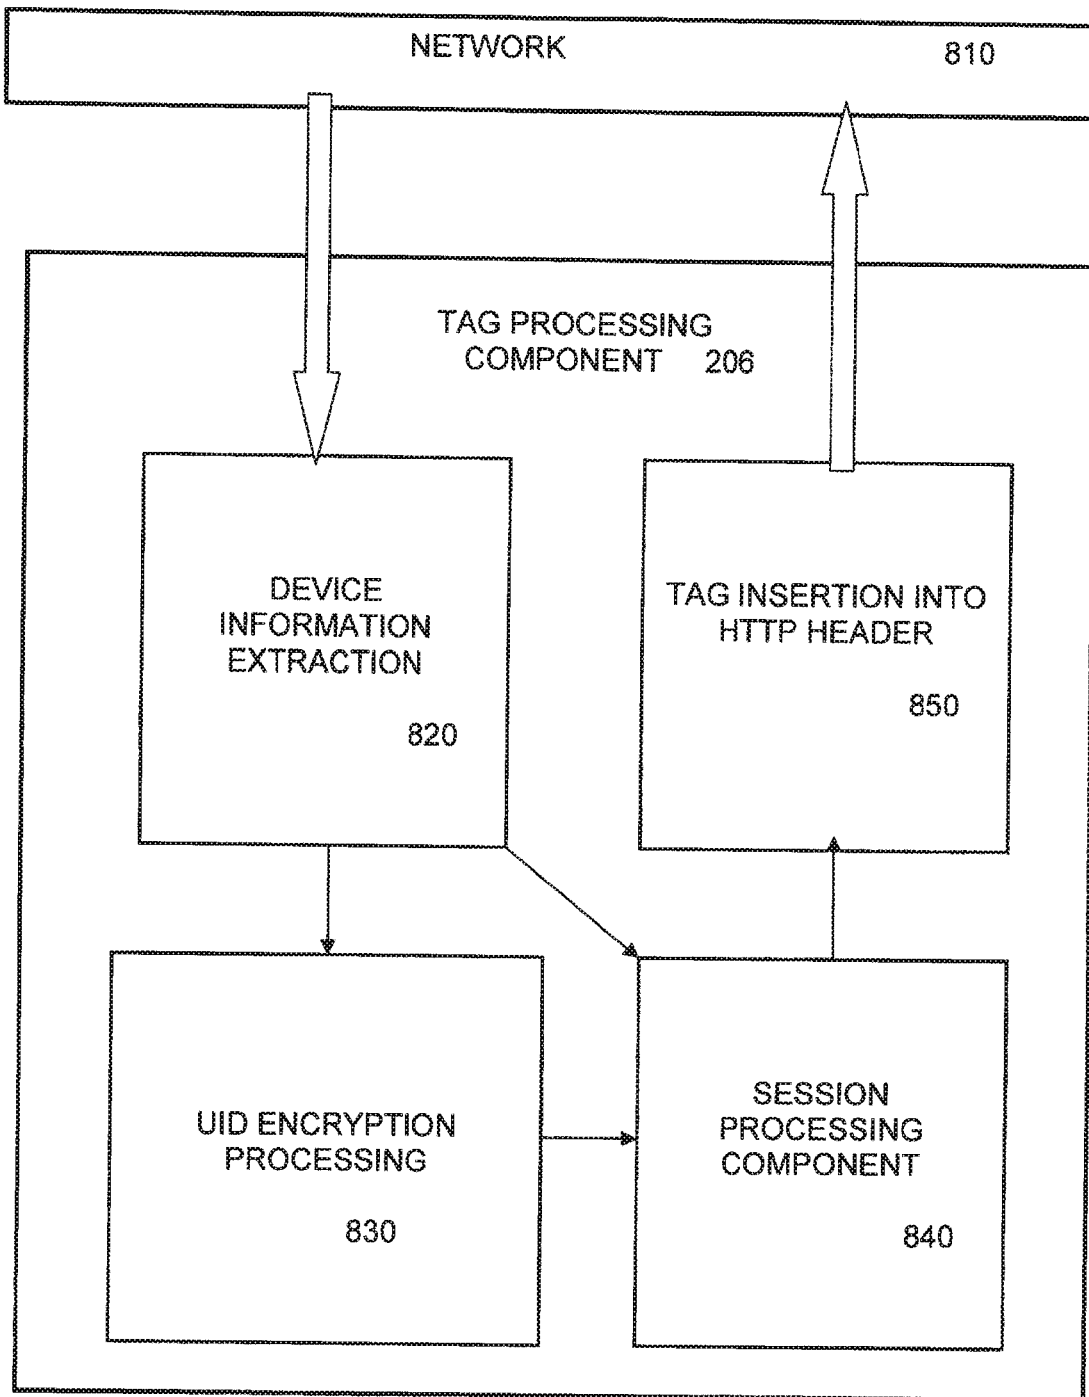 NETWORK 810
TAG PROCESSING
COMPONENT 206
DEVICE
INFORMATION
EXTRACTION
820
TAG INSERTION INTO
HTTP HEADER
850
UID ENCRYPTION
PROCESSING
830
SESSION
PROCESSING
COMPONENT
840